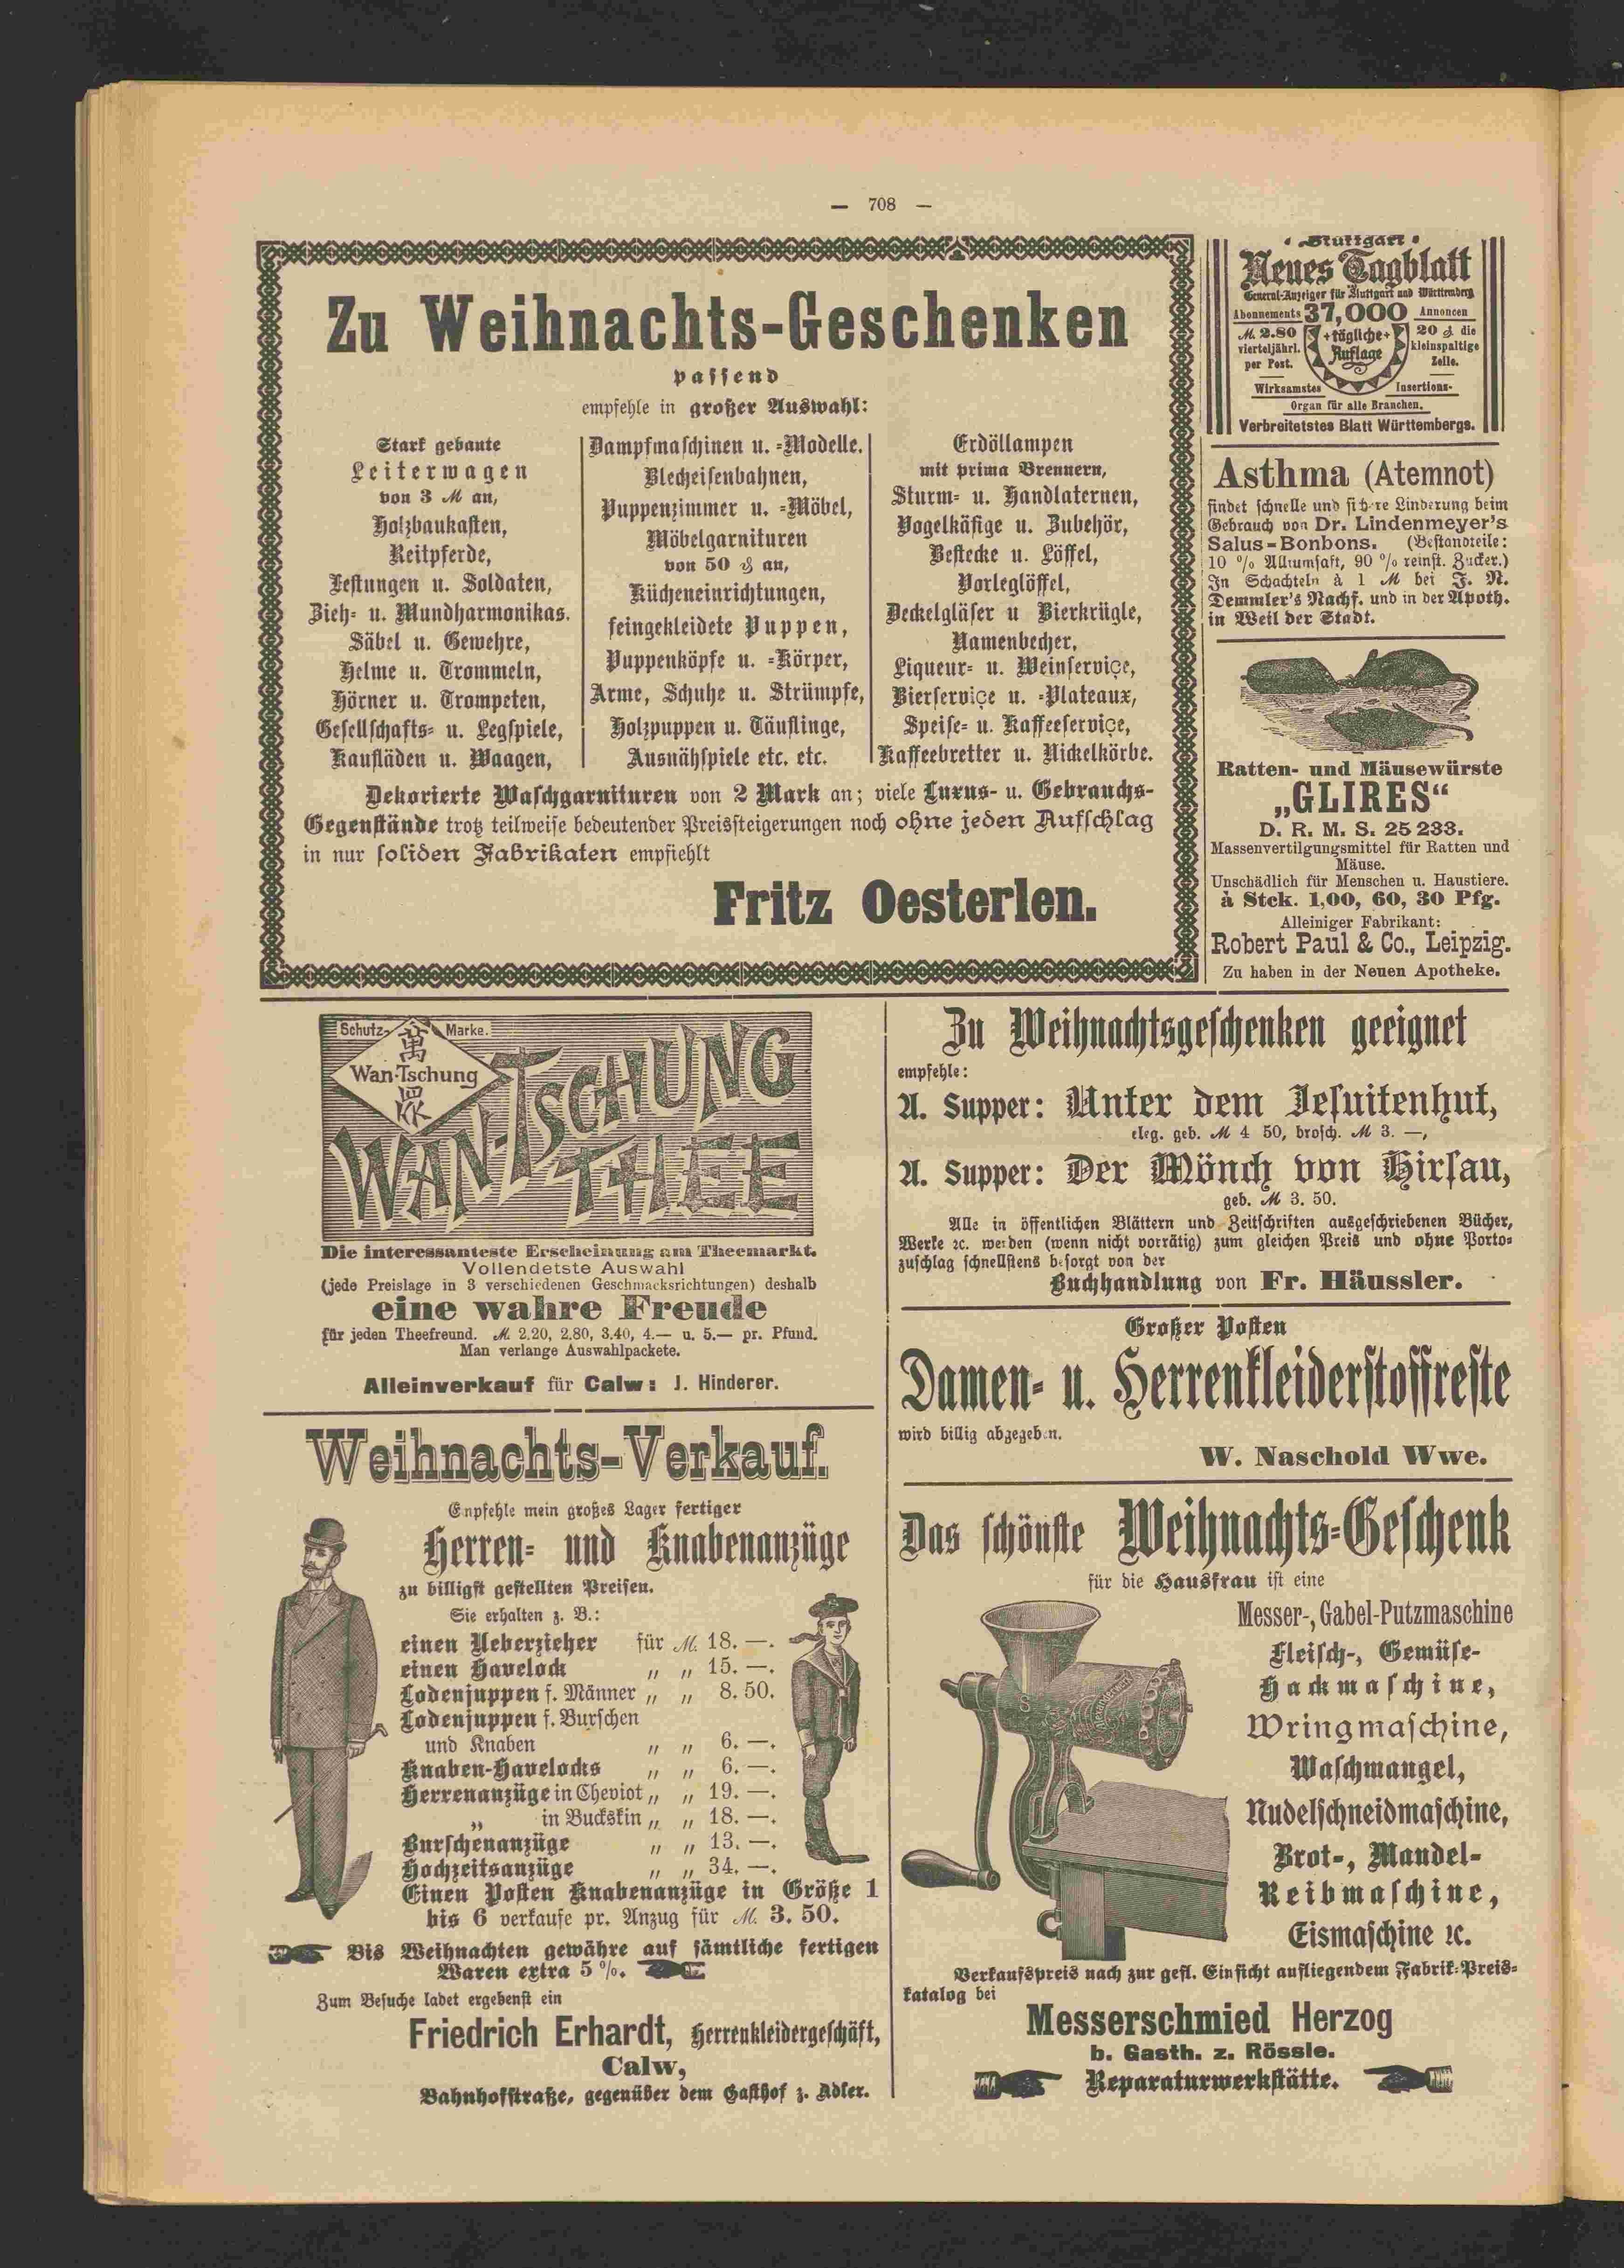 — 708 —
Zu Weihnachts-Geschenken
passend
empfehle in großer Auswahl:
Stark gebaute
Leiterwagen
von 3 M an,
Holzbaukasten,
Reitpferde,
Festungen u. Soldaten,
Zieh- u. Mundharmonikas.
Säbel u. Gewehre,
Helme u. Trommeln,
Hörner u. Trompeten,
Gesellschafts- u. Legspiele,
Kaufläden u. Waagen,
Dampfmaschinen u. -Modelle.
Blecheisenbahnen,
Puppenzimmer u. -Möbel,
Möbelgarnituren
von 50 ₰ an,
Kücheneinrichtungen,
feingekleidete Puppen,
Puppenköpfe u. -Körper,
Arme, Schuhe u. Strümpfe,
Holzpuppen u. Täuflinge,
Ausnähspiele etc. etc.
Erdöllampen
mit prima Brennern,
Sturm- u. Handlaternen,
Vogelkäfige u. Zubehör,
Bestecke u. Löffel,
Vorleglöffel,
Deckelgläser u Bierkrügle,
Namenbecher,
Liqueur- u. Weinservice,
Bierservice u. -Plateaux,
Speise- u. Kaffeeservice,
Kaffeebretter u. Nickelkörbe.
Dekorierte Waschgarnituren von 2 Mark an; viele Luxus- u. Gebrauchs-
Gegenstände trotz teilweise bedeutender Preissteigerungen noch ohne jeden Aufschlag
in nur soliden Fabrikaten empfiehlt
Fritz Oesterlen.
Stuttgart
Neues Tagblatt
General-Anzeiger für Stuttgart und Württemberg
Abonnements 37,000 Annoncen
M. 2.80 tägliche 20 ₰ die
vierteljährl. Auflage kleinspaltige
per Post. Zeile.
Wirksamstes Insertions-
Organ für alle Branchen.
Verbreitetstes Blatt Württembergs.
Asthma (Atemnot)
findet schnelle und sichere Linderung beim
Gebrauch von Dr. Lindenmeyer's
Salus-Bonbons. (Bestandteile:
10 % Alliumsaft, 90 % reinst. Zucker.)
In Schachteln à 1 M bei J. N.
Demmler's Nachf. und in der Apoth.
in Weil der Stadt.
Ratten- und Mäusewürste
„GLIRES“
D. R. M. S. 25 233.
Massenvertilgungsmittel für Ratten und
Mäuse.
Unschädlich für Menschen u. Haustiere.
à Stck. 1,00, 60, 30 Pfg.
Alleiniger Fabrikant:
Robert Paul & Co., Leipzig.
Zu haben in der Neuen Apotheke.
Schutz- Marke.
萬
Wan-Tschung
WAN-TSCHUNG
THEE
Die interessanteste Erscheinung am Theemarkt.
Vollendetste Auswahl
(jede Preislage in 3 verschiedenen Geschmacksrichtungen) deshalb
eine wahre Freude
für jeden Theefreund. M. 2.20, 2.80, 3.40, 4.— u. 5.— pr. Pfund.
Man verlange Auswahlpackete.
Alleinverkauf für Calw: J. Hinderer.
Weihnachts-Verkauf.
Empfehle mein großes Lager fertiger
Herren- und Knabenanzüge
zu billigst gestellten Preisen.
Sie erhalten z. B.:
einen Ueberzieher für M. 18. —.
einen Havelock „ „ 15. —.
Lodenjuppen f. Männer „ „ 8. 50.
Lodenjuppen f. Burschen
und Knaben „ „ 6. —.
Knaben-Havelocks „ „ 6. —.
Herrenanzüge in Cheviot „ „ 19. —.
„ in Buckskin „ „ 18. —.
Burschenanzüge „ „ 13. —.
Hochzeitsanzüge „ „ 34. —.
Einen Posten Knabenanzüge in Größe 1
bis 6 verkaufe pr. Anzug für M. 3. 50.
Bis Weihnachten gewähre auf sämtliche fertigen
Waren extra 5 %.
Zum Besuche ladet ergebenst ein
Friedrich Erhardt, Herrenkleidergeschäft,
Calw,
Bahnhofstraße, gegenüber dem Gasthof z. Adler.
Zu Weihnachtsgeschenken geeignet
empfehle:
A. Supper: Unter dem Jesuitenhut,
eleg. geb. M 4 50, brosch. M 3. —,
A. Supper: Der Mönch von Hirsau,
geb. M 3. 50.
Alle in öffentlichen Blättern und Zeitschriften ausgeschriebenen Bücher,
Werke ꝛc. werden (wenn nicht vorrätig) zum gleichen Preis und ohne Porto-
zuschlag schnellstens besorgt von der
Buchhandlung von Fr. Häussler.
Großer Posten
Damen- u. Herrenkleiderstoffreste
wird billig abgegeben.
W. Naschold Wwe.
Das schönste Weihnachts-Geschenk
für die Hausfrau ist eine
Messer-, Gabel-Putzmaschine
Fleisch-, Gemüse-
Hackmaschine,
Wringmaschine,
Waschmangel,
Nudelschneidmaschine,
Brot-, Mandel-
Reibmaschine,
Eismaschine ꝛc.
Verkaufspreis nach zur gefl. Einsicht aufliegendem Fabrik-Preis-
katalog bei
Messerschmied Herzog
b. Gasth. z. Rössle.
Reparaturwerkstätte.